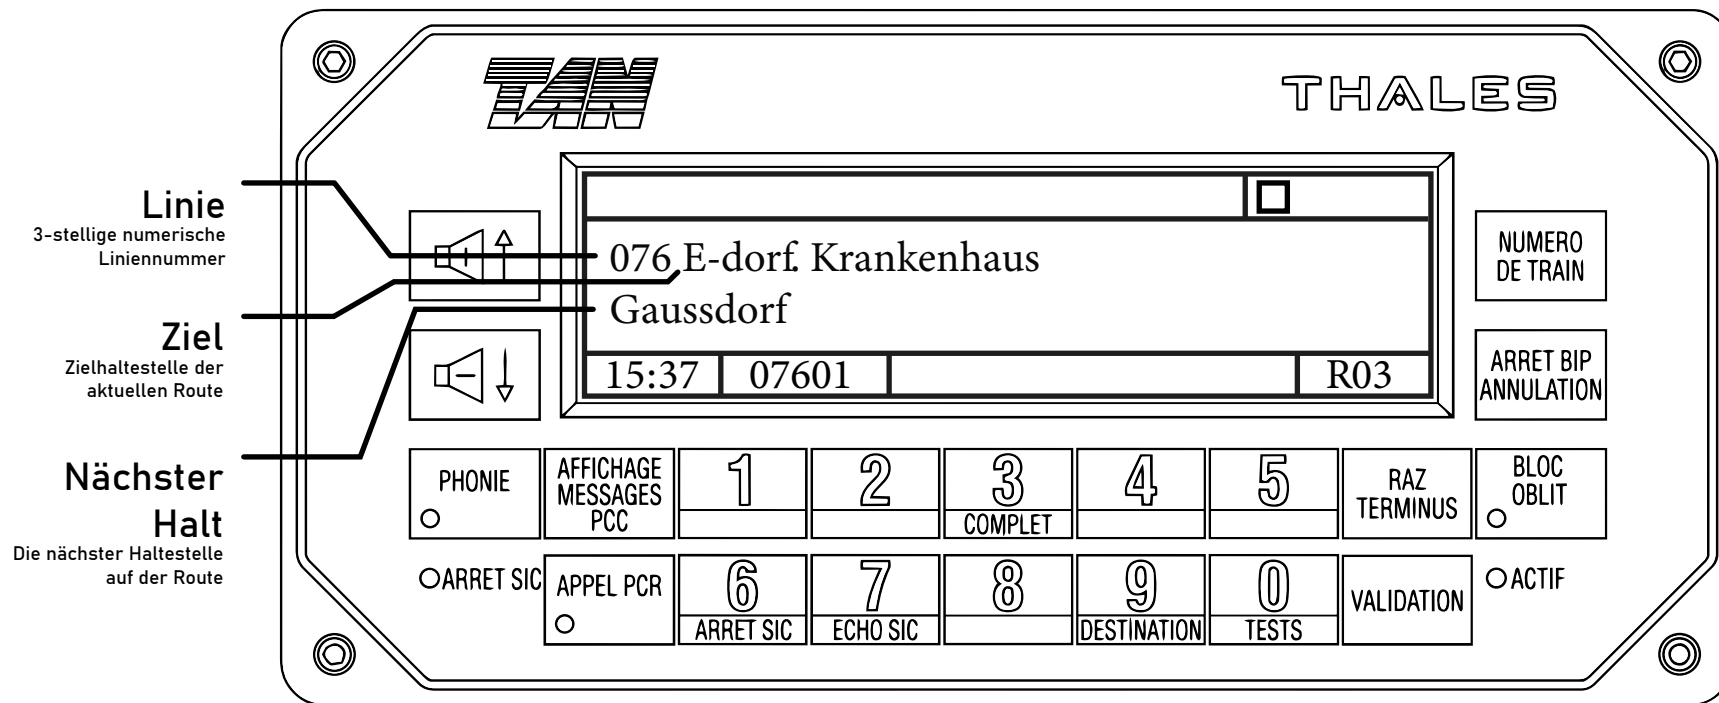 TAN
THALES
Linie
3-stellige numerische
Liniennummer
Ziel
Zielhaltestelle der
aktuellen Route
Nächster
Halt
Die nächster Haltestelle
auf der Route
076 E-dorf. Krankenhaus
Gaussdorf
15:37 07601 R03
NUMERO
DE TRAIN
ARRET BIP
ANNULATION
PHONIE
AFFICHAGE
MESSAGES
PCC
1
2
3
COMPLET
4
5
RAZ
TERMINUS
BLOC
OBLIT
ARRET SIC
APPEL PCR
6
ARRET SIC
7
ECHO SIC
8
9
DESTINATION
0
TESTS
VALIDATION
ACTIF